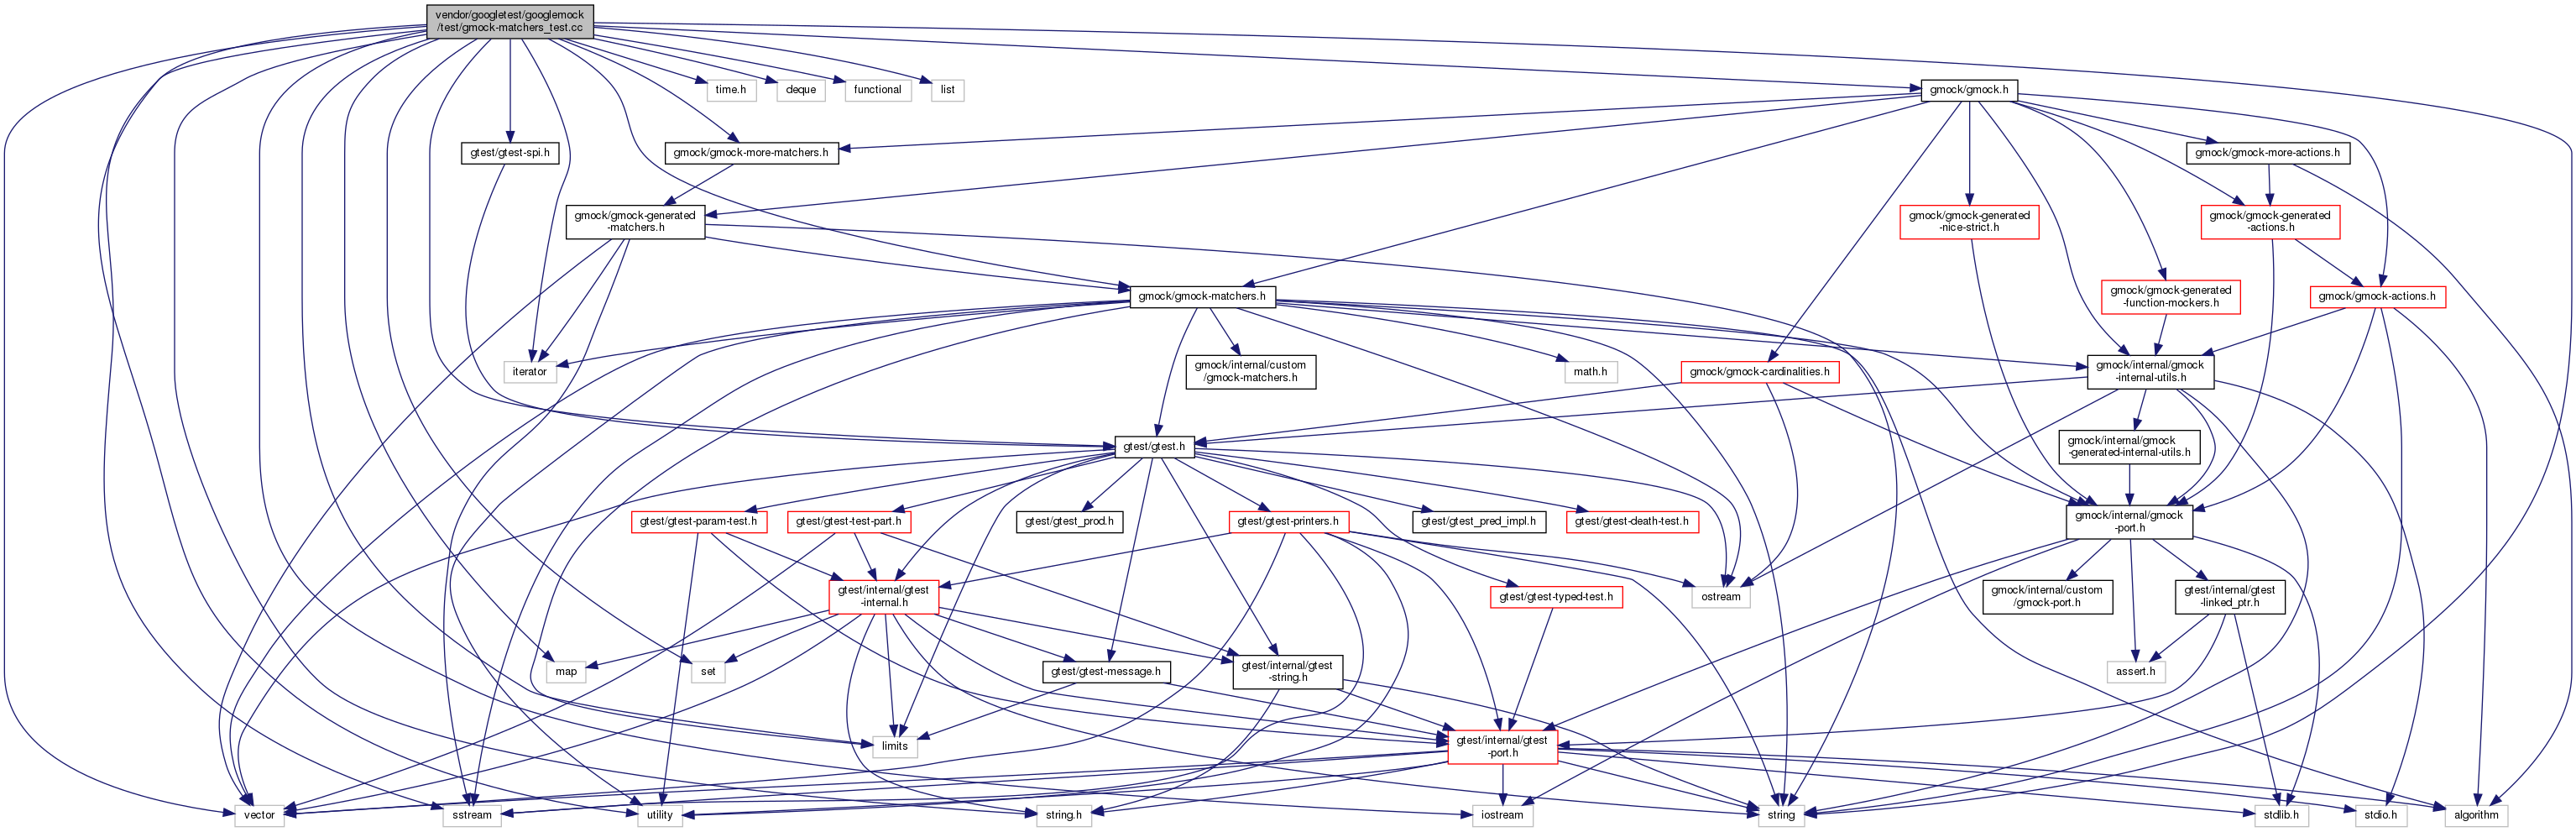 vendor/googletest/googlemock
/test/gmock-matchers_test.cc
time.h
deque
functional
list
gmock/gmock.h
gtest/gtest-spi.h
gmock/gmock-more-matchers.h
gmock/gmock-more-actions.h
gmock/gmock-generated
-matchers.h
gmock/gmock-generated
-nice-strict.h
gmock/gmock-generated
-actions.h
gmock/gmock-matchers.h
gmock/gmock-generated
-function-mockers.h
gmock/gmock-actions.h
iterator
gmock/internal/custom
/gmock-matchers.h
math.h
gmock/gmock-cardinalities.h
gmock/internal/gmock
-internal-utils.h
gtest/gtest.h
gmock/internal/gmock
-generated-internal-utils.h
gtest/gtest-param-test.h
gtest/gtest-test-part.h
gtest/gtest_prod.h
gtest/gtest-printers.h
gtest/gtest_pred_impl.h
gtest/gtest-death-test.h
gmock/internal/gmock
-port.h
gtest/internal/gtest
-internal.h
gtest/gtest-typed-test.h
ostream
gmock/internal/custom
/gmock-port.h
gtest/internal/gtest
-linked_ptr.h
map
set
gtest/gtest-message.h
gtest/internal/gtest
-string.h
assert.h
limits
gtest/internal/gtest
-port.h
vector
sstream
utility
string.h
iostream
string
stdlib.h
stdio.h
algorithm